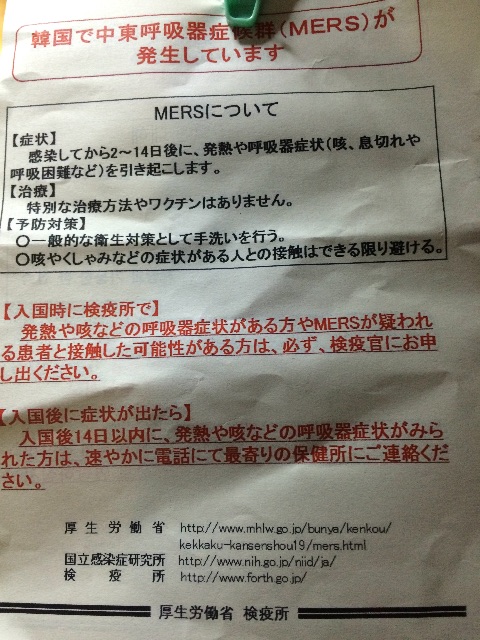 韓国で中東呼吸器症候群(MERS)が
発生しています
MERSについて
【症状】
感染してから2〜14日後に、発熱や呼吸器症状(咳、息切れや
呼吸困難など)を引き起こします。
【治療】
特別な治療方法やワクチンはありません。
【予防対策】
○一般的な衛生対策として手洗いを行う。
○咳やくしゃみなどの症状がある人との接触はできる限り避ける。
【入国時に検疫所で】
発熱や咳などの呼吸器症状がある方やMERSが疑われ
る患者と接触した可能性がある方は、必ず、検疫官にお申
し出ください。
【入国後に症状が出たら】
入国後14日以内に、発熱や咳などの呼吸器症状がみら
れた方は、速やかに電話にて最寄りの保健所にご連絡くだ
さい。
厚生労働省 http://www.mhlw.go.jp/bunya/kenkou/
kekkaku-kansenshou19/mers.html
国立感染症研究所 http://www.nih.go.jp/niid/ja/
検疫所 http://www.forth.go.jp/
厚生労働省 検疫所